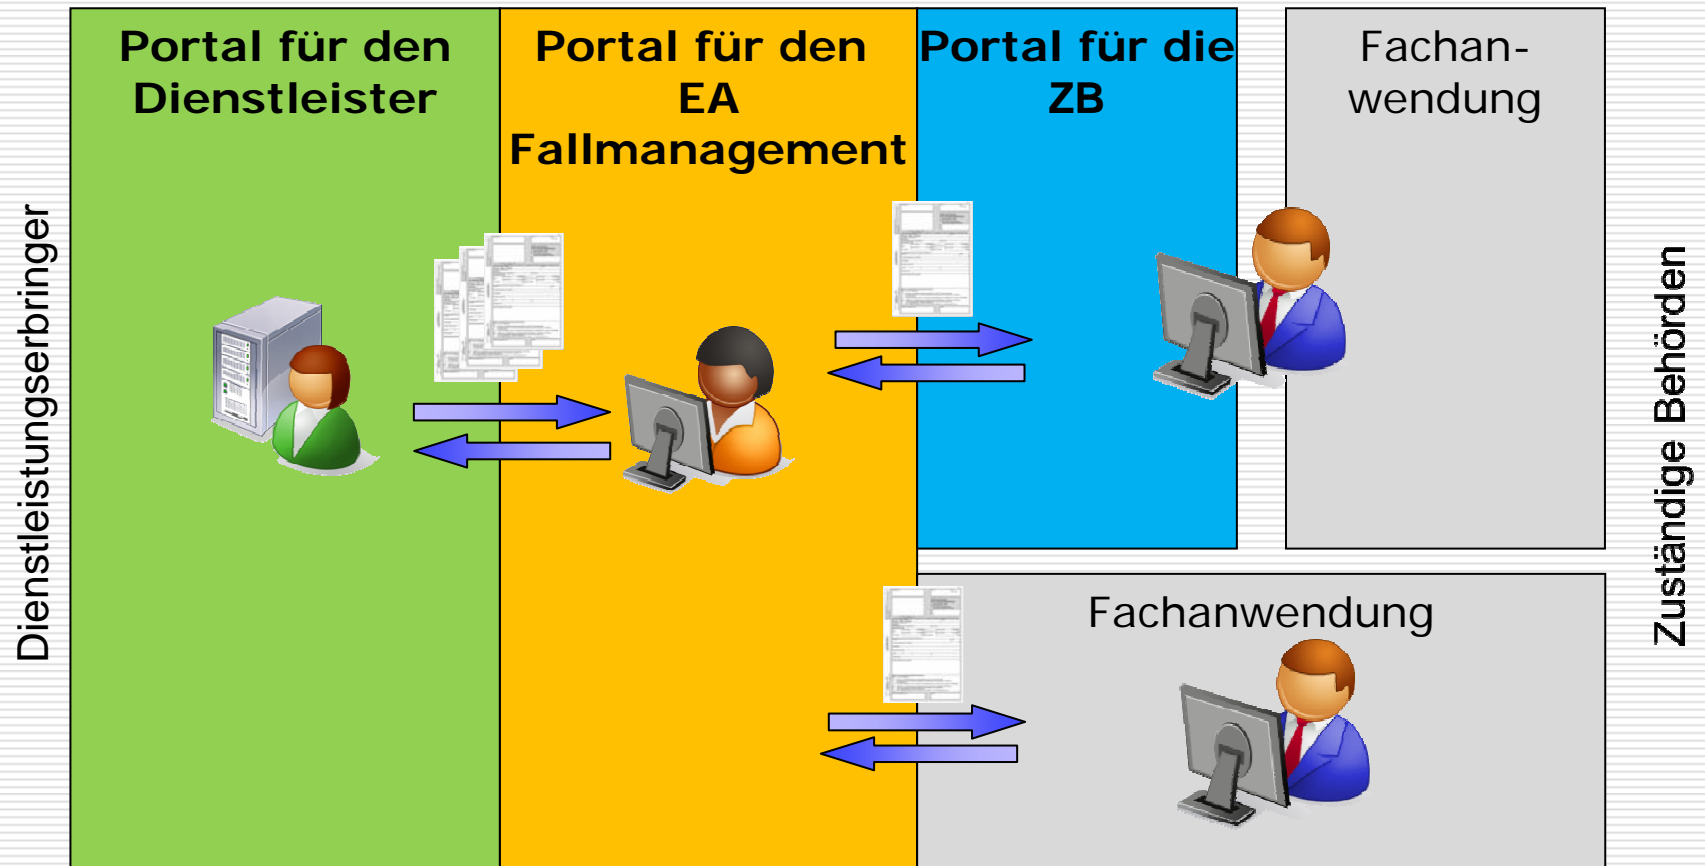 Dienstleistungserbringer
Portal für den
Dienstleister
Portal für den
EA
Fallmanagement
Portal für die
ZB
Fachan-
wendung
Fachanwendung
Zuständige Behörden